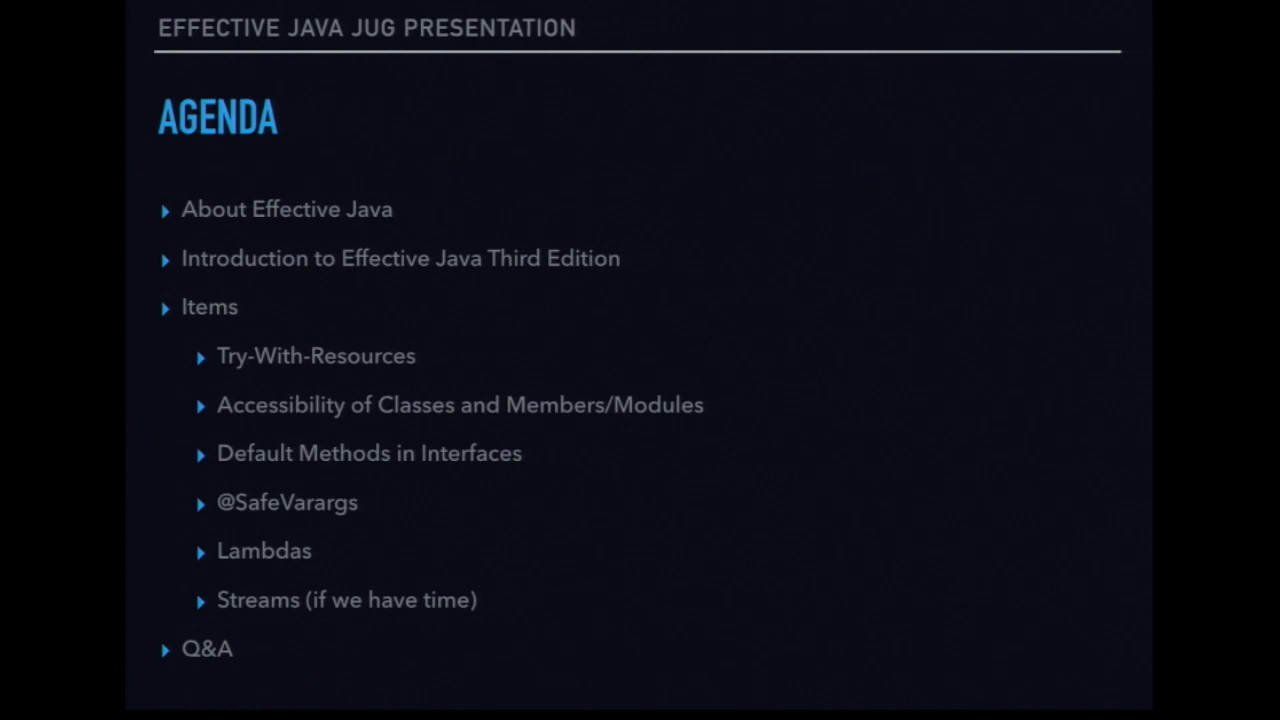 EFFECTIVE JAVA JUG PRESENTATION
AGENDA
About Effective Java
Introduction to Effective Java Third Edition
Items
Try-With-Resources
Accessibility of Classes and Members/Modules
Default Methods in Interfaces
@SafeVarargs
Lambdas
Streams (if we have time)
Q&A